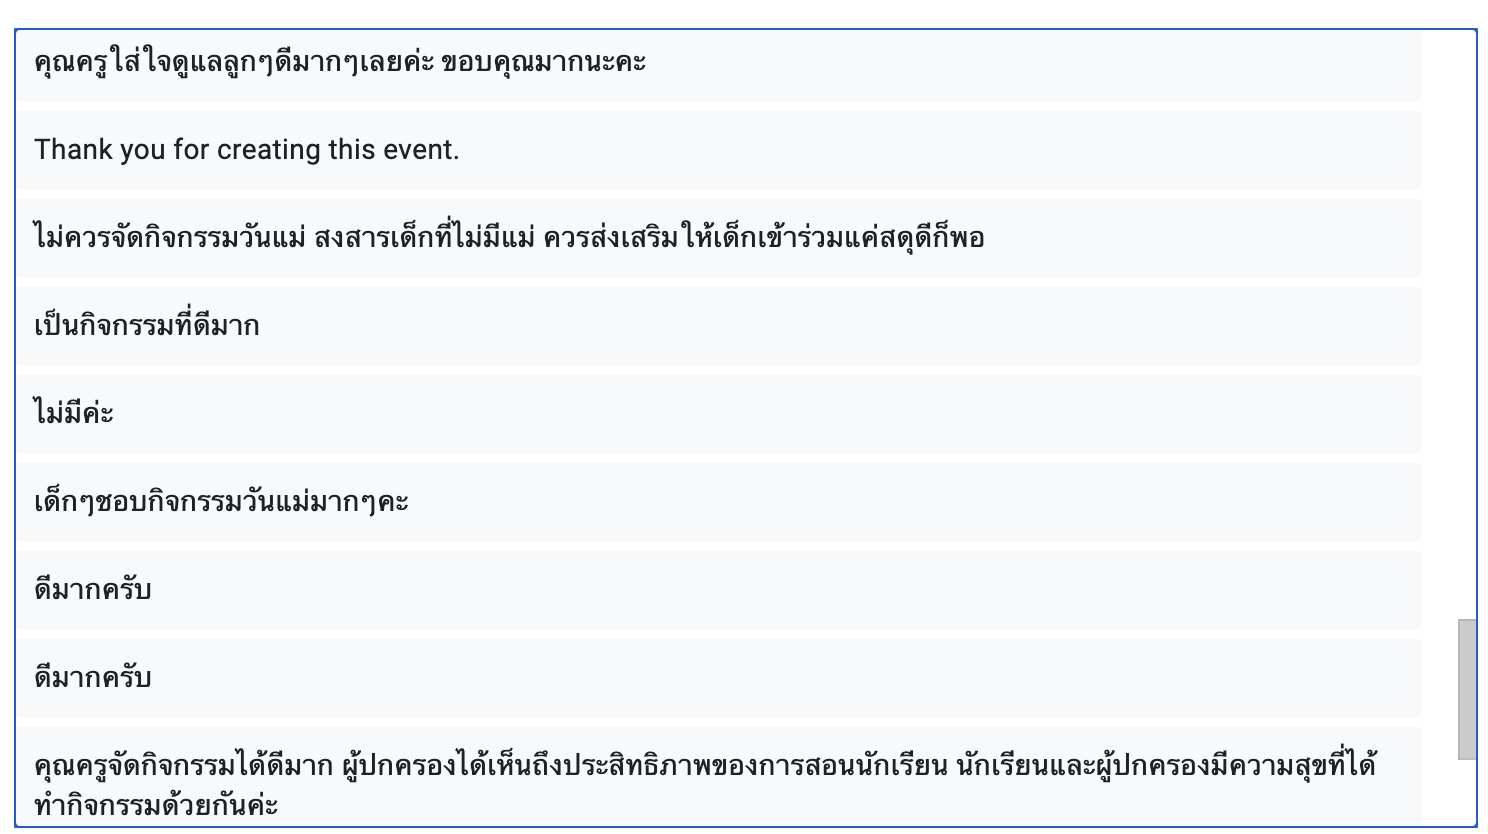 คุณครูใส่ใจดูแลลูกๆดีมากๆเลยค่ะ ขอบคุณมากนะคะ
Thank you for creating this event.
ไม่ควรจัดกิจกรรมวันแม่ สงสารเด็กที่ไม่มีแม่ ควรส่งเสริมให้เด็กเข้าร่วมแค่สดุดีก็พอ
เป็นกิจกรรมที่ดีมาก
ไม่มีค่ะ
เด็กๆชอบกิจกรรมวันแม่มากๆคะ
ดีมากครับ
ดีมากครับ
คุณครูจัดกิจกรรมได้ดีมาก ผู้ปกครองได้เห็นถึงประสิทธิภาพของการสอนนักเรียน นักเรียนและผู้ปกครองมีความสุขที่ได้
ทำกิจกรรมด้วยกันค่ะ